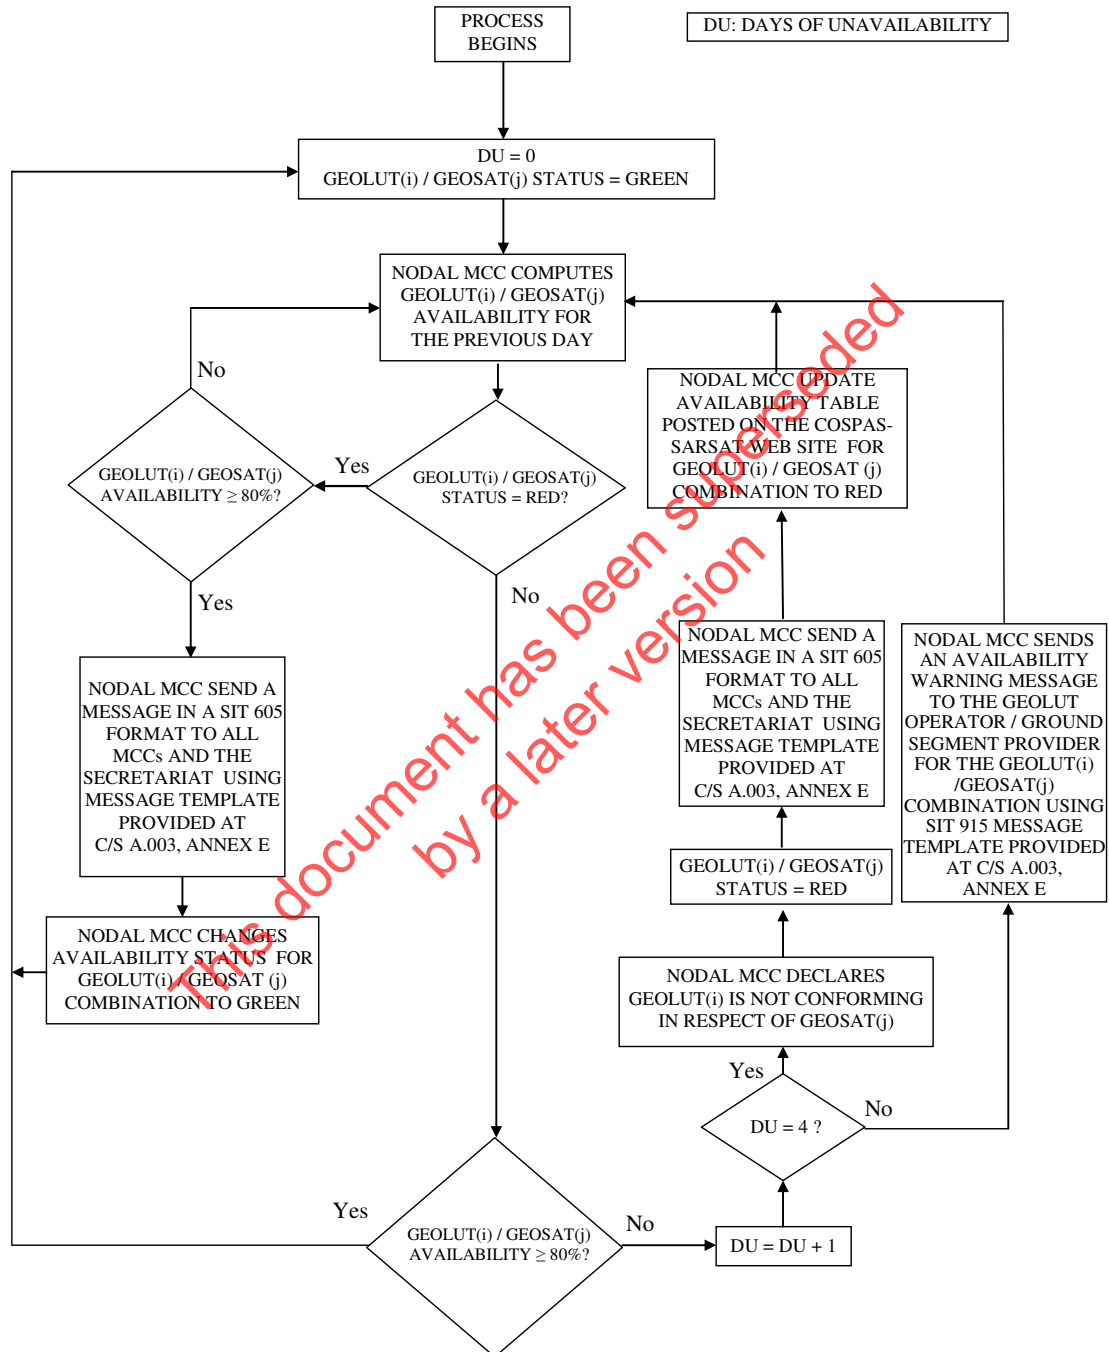 PROCESS
BEGINS
DU: DAYS OF UNAVAILABILITY
DU = 0
GEOLUT(i) / GEOSAT(j) STATUS = GREEN
NODAL MCC COMPUTES
GEOLUT(i) / GEOSAT(j)
AVAILABILITY FOR
THE PREVIOUS DAY
No
GEOLUT(i) / GEOSAT(j)
AVAILABILITY ≥ 80%?
Yes
GEOLUT(i) / GEOSAT(j)
STATUS = RED?
NODAL MCC UPDATE
AVAILABILITY TABLE
POSTED ON THE COSPAS-
SARSAT WEB SITE FOR
GEOLUT(i) / GEOSAT (j)
COMBINATION TO RED
Yes
No
NODAL MCC SEND A
MESSAGE IN A SIT 605
FORMAT TO ALL
MCCs AND THE
SECRETARIAT USING
MESSAGE TEMPLATE
PROVIDED AT
C/S A.003, ANNEX E
NODAL MCC SEND A
MESSAGE IN A SIT 605
FORMAT TO ALL
MCCs AND THE
SECRETARIAT USING
MESSAGE TEMPLATE
PROVIDED AT
C/S A.003, ANNEX E
NODAL MCC SENDS
AN AVAILABILITY
WARNING MESSAGE
TO THE GEOLUT
OPERATOR / GROUND
SEGMENT PROVIDER
FOR THE GEOLUT(i)
/GEOSAT(j)
COMBINATION USING
SIT 915 MESSAGE
TEMPLATE PROVIDED
AT C/S A.003,
ANNEX E
GEOLUT(i) / GEOSAT(j)
STATUS = RED
NODAL MCC CHANGES
AVAILABILITY STATUS FOR
GEOLUT(i) / GEOSAT (j)
COMBINATION TO GREEN
NODAL MCC DECLARES
GEOLUT(i) IS NOT CONFORMING
IN RESPECT OF GEOSAT(j)
Yes
No
DU = 4 ?
Yes
GEOLUT(i) / GEOSAT(j)
AVAILABILITY ≥ 80%?
No
DU = DU + 1
This document has been superseded
by a later version